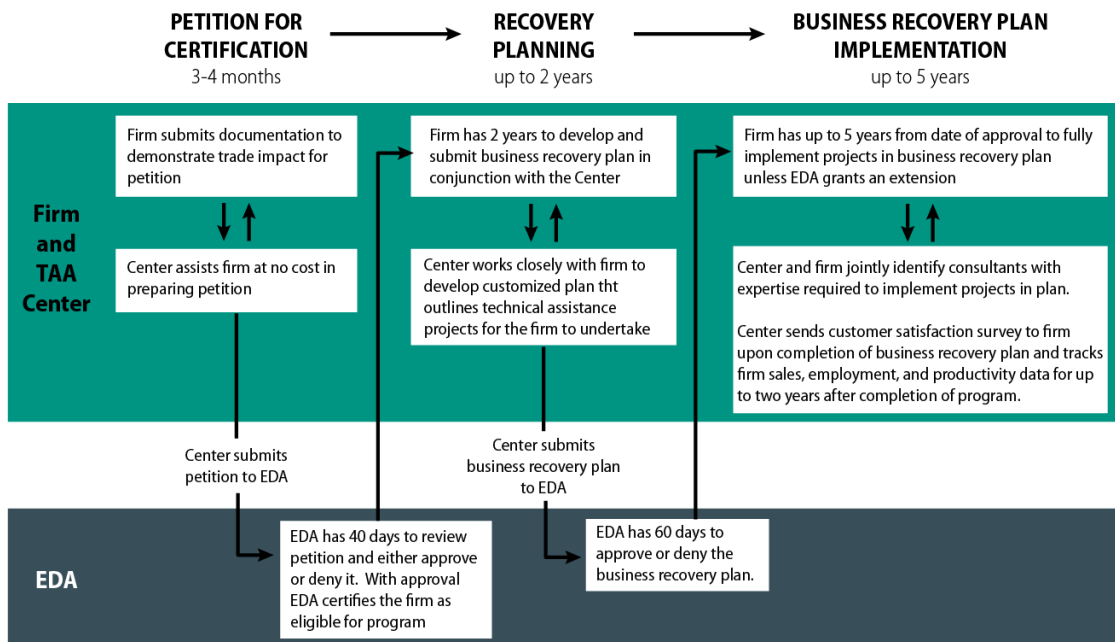 PETITION FOR
CERTIFICATION
3-4 months
RECOVERY
PLANNING
up to 2 years
BUSINESS RECOVERY PLAN
IMPLEMENTATION
up to 5 years
Firm
and
TAA
Center
Firm submits documentation to
demonstrate trade impact for
petition
Center assists firm at no cost in
preparing petition
Firm has 2 years to develop and
submit business recovery plan in
conjunction with the Center
Center works closely with firm to
develop customized plan tht
outlines technical assistance
projects for the firm to undertake
Firm has up to 5 years from date of approval to fully
implement projects in business recovery plan
unless EDA grants an extension
Center and firm jointly identify consultants with
expertise required to implement projects in plan.
Center sends customer satisfaction survey to firm
upon completion of business recovery plan and tracks
firm sales, employment, and productivity data for up
to two years after completion of program.
Center submits
petition to EDA
Center submits
business recovery plan
to EDA
EDA
EDA has 40 days to review
petition and either approve
or deny it. With approval
EDA certifies the firm as
eligible for program
EDA has 60 days to
approve or deny the
business recovery plan.